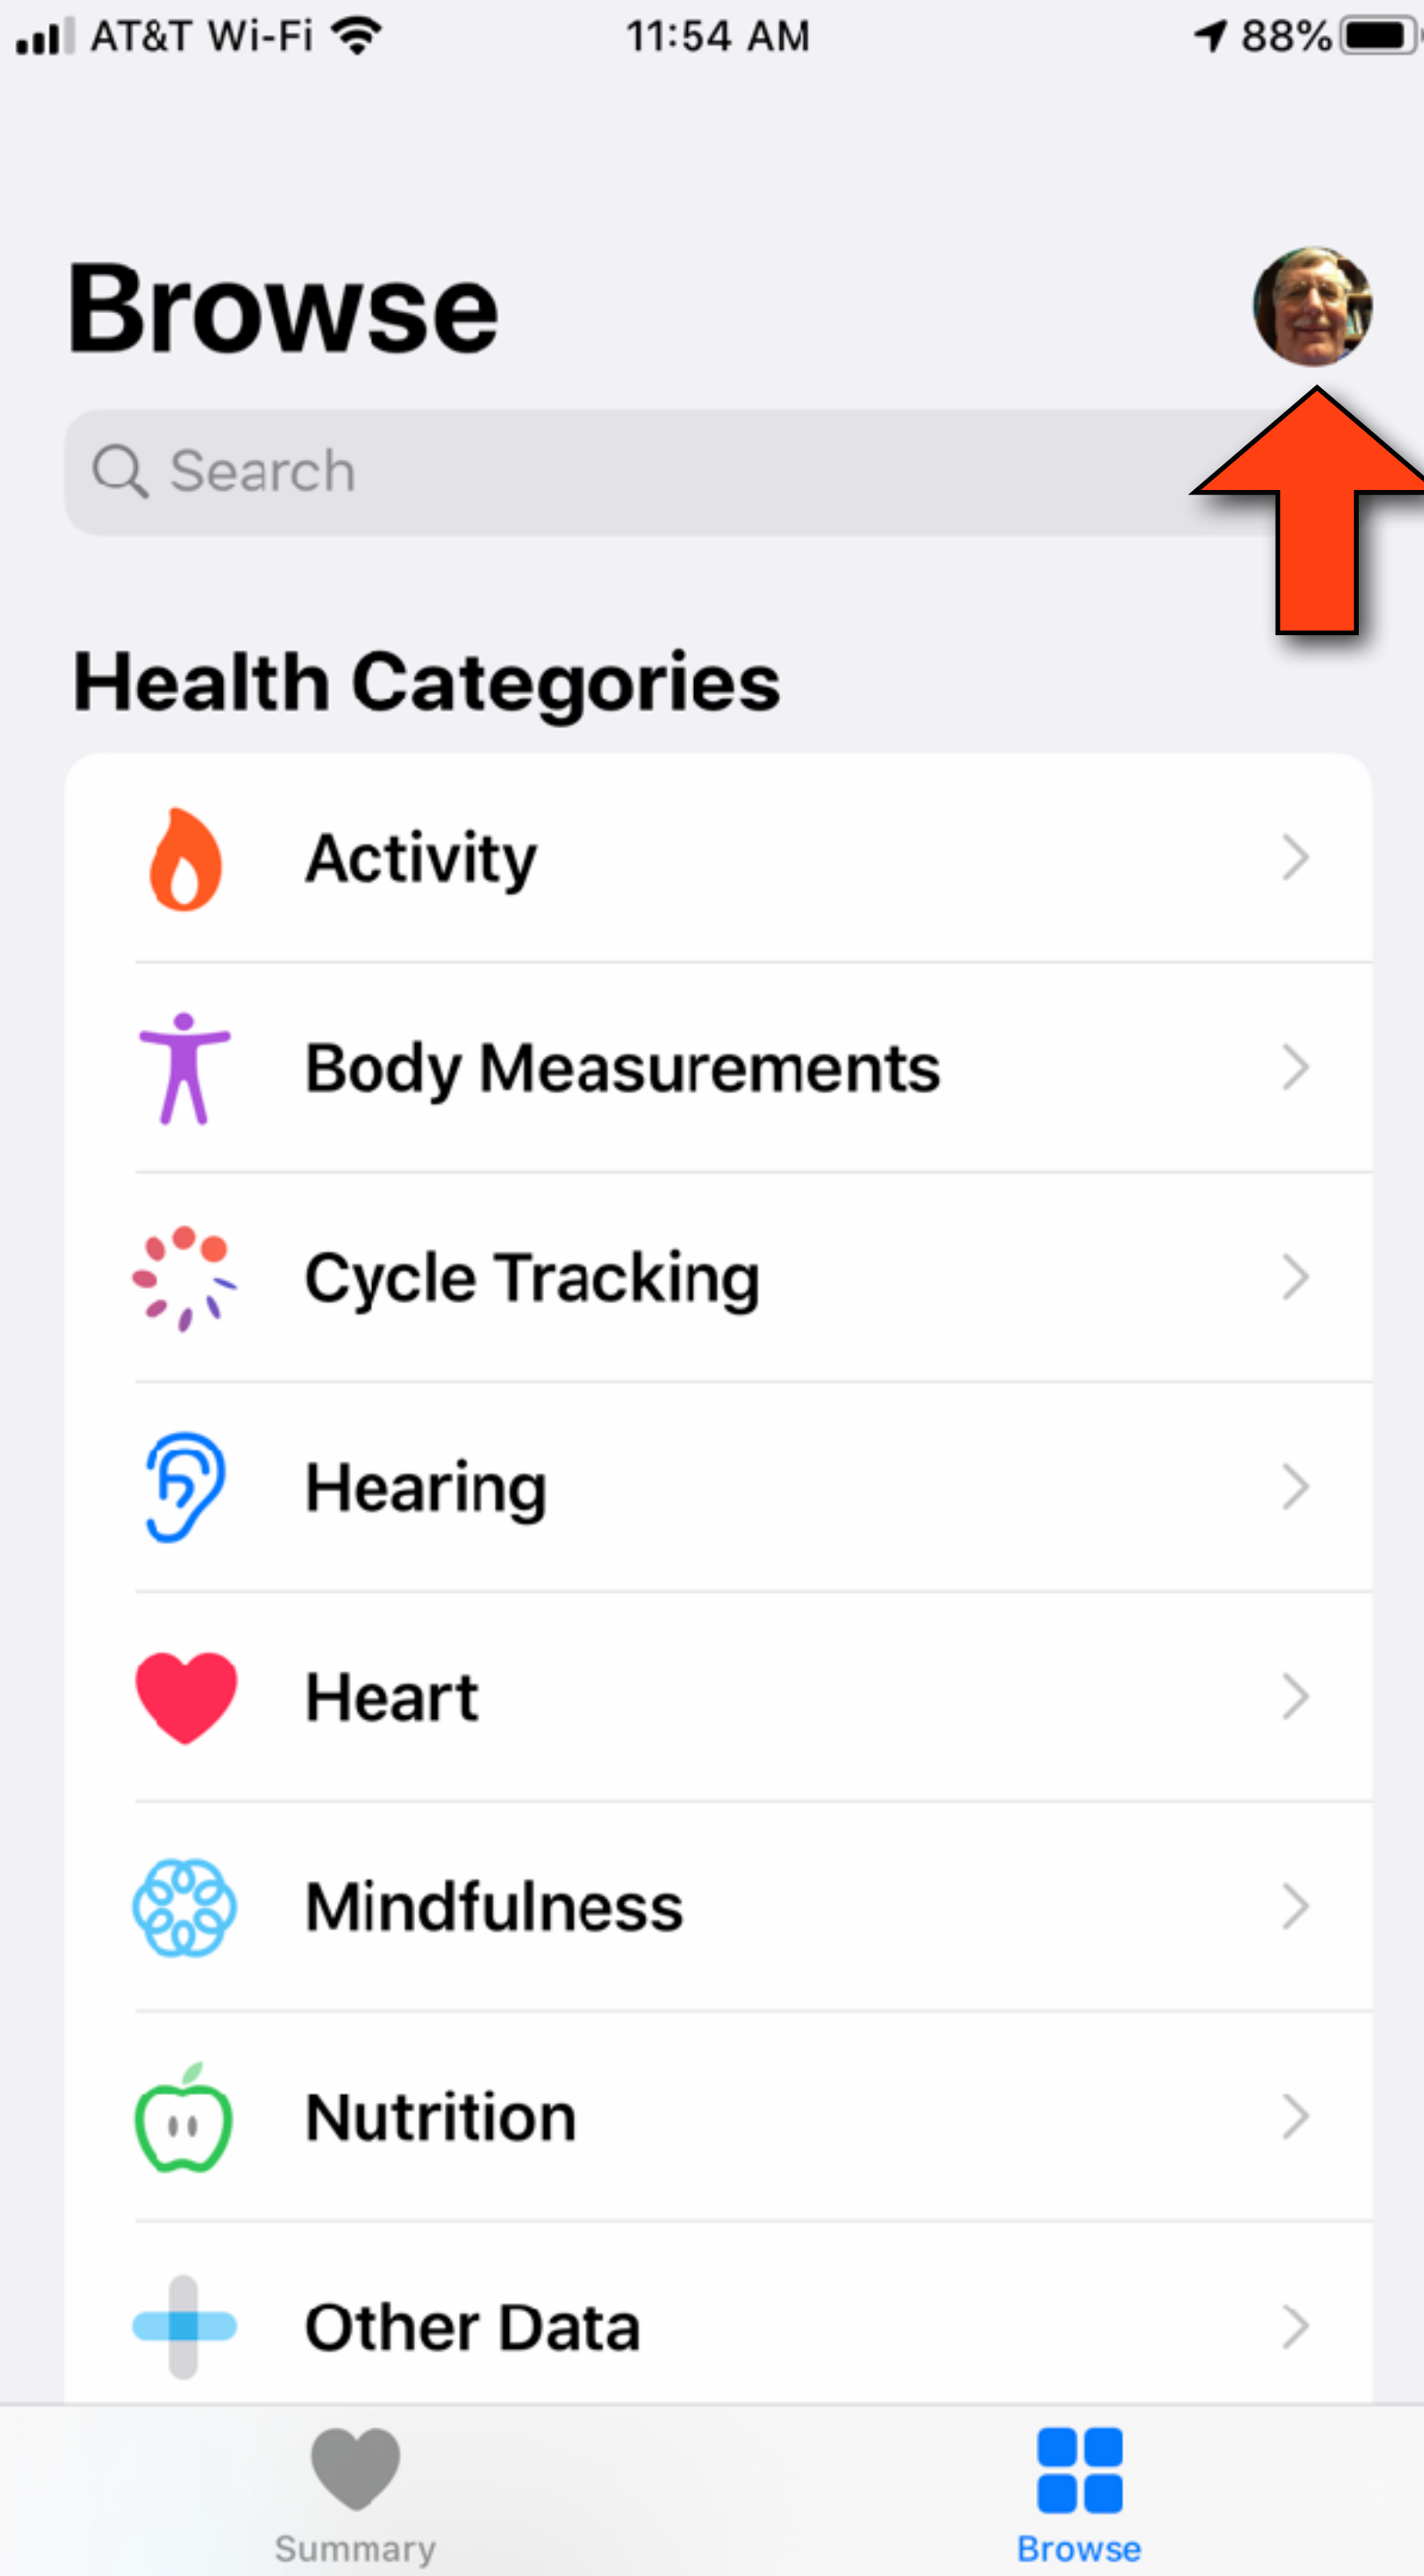 AT&T Wi-Fi 11:54 AM 88%
Browse
Search
Health Categories
Activity
Body Measurements
Cycle Tracking
Hearing
Heart
Mindfulness
Nutrition
Other Data
Summary Browse